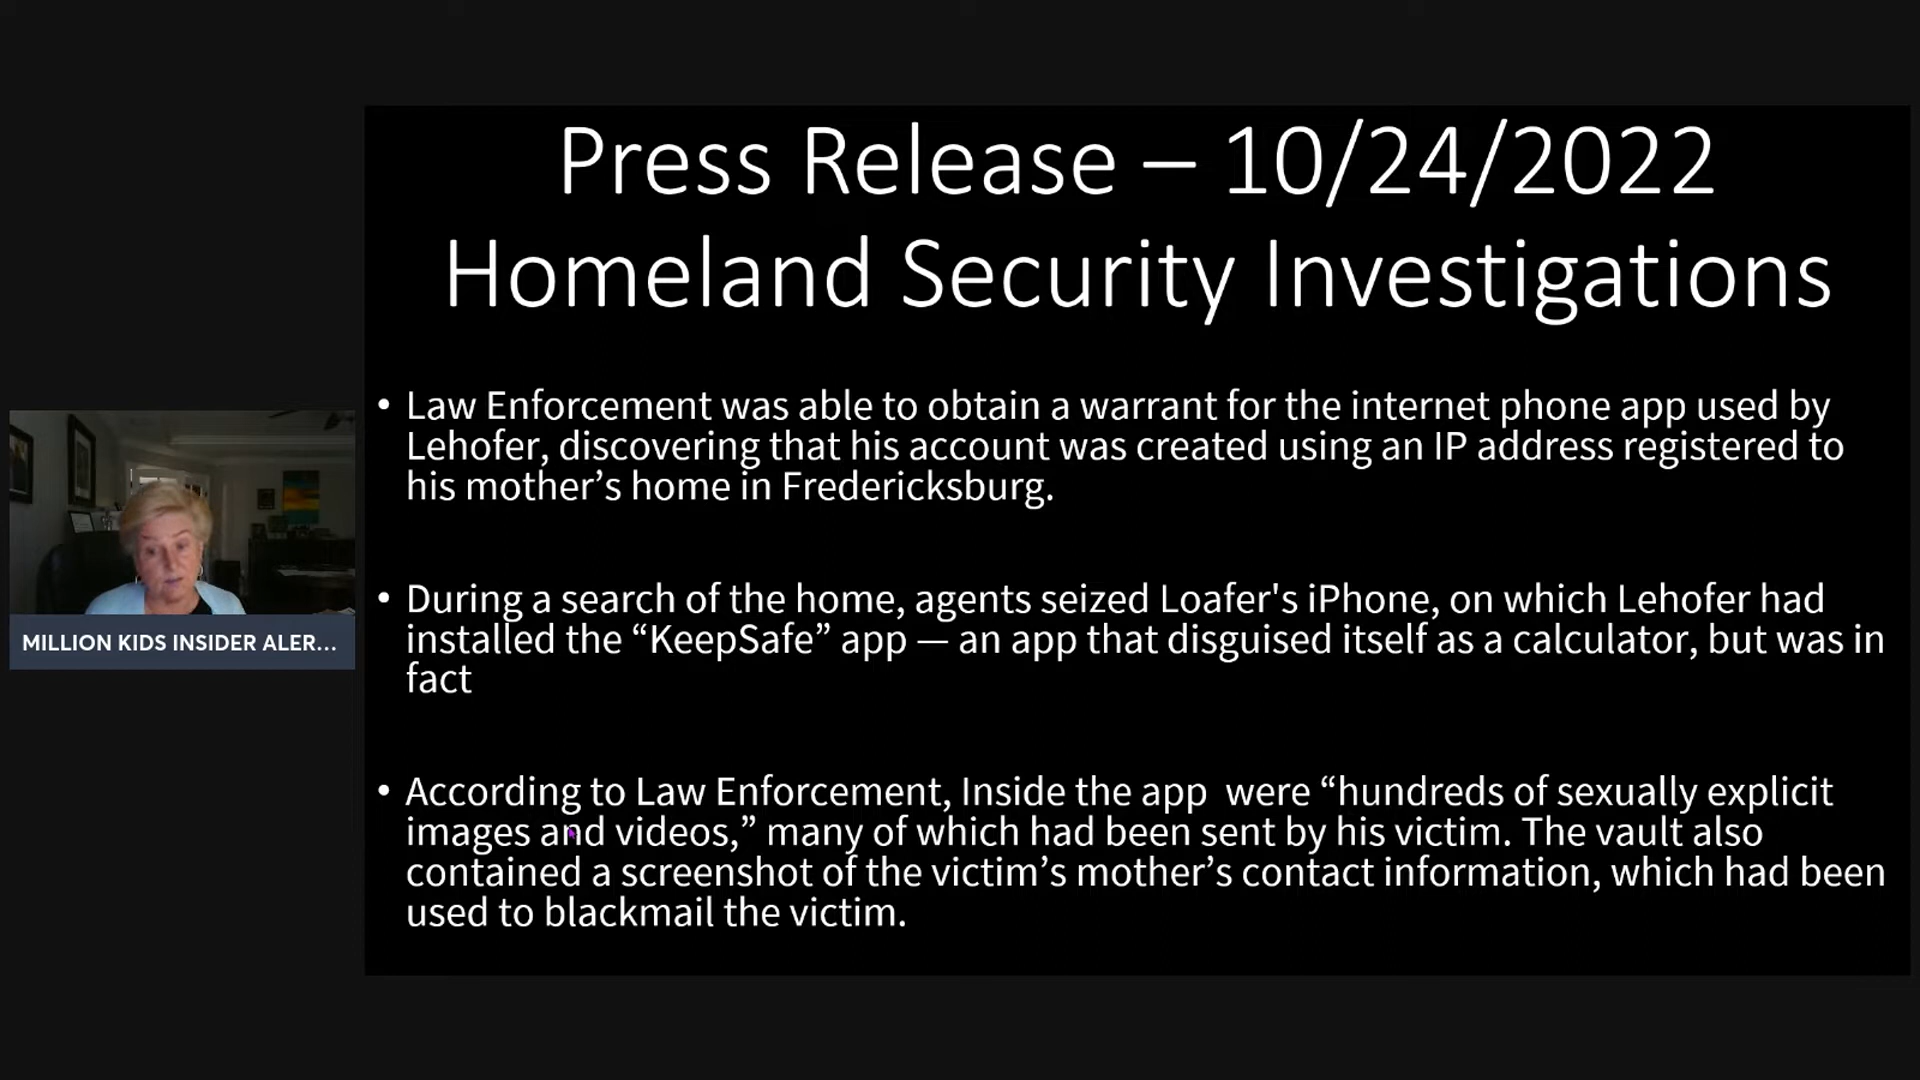 Press Release – 10/24/2022
Homeland Security Investigations
• Law Enforcement was able to obtain a warrant for the internet phone app used by
Lehofer, discovering that his account was created using an IP address registered to
his mother’s home in Fredericksburg.
• During a search of the home, agents seized Loafer's iPhone, on which Lehofer had
installed the “KeepSafe” app — an app that disguised itself as a calculator, but was in
fact
• According to Law Enforcement, Inside the app  were “hundreds of sexually explicit
images and videos,” many of which had been sent by his victim. The vault also
contained a screenshot of the victim’s mother’s contact information, which had been
used to blackmail the victim.
MILLION KIDS INSIDER ALER...